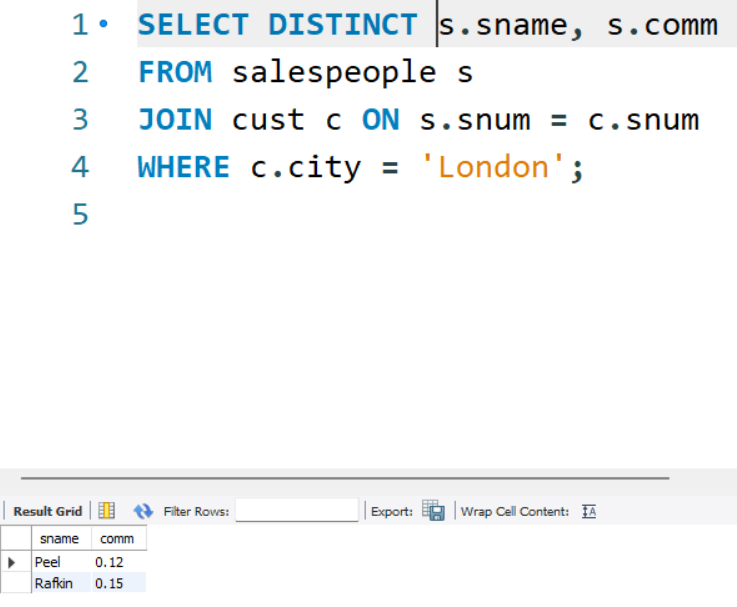 1 SELECT DISTINCT s.sname, s.comm
2 FROM salespeople s
3 JOIN cust c ON s.snum = c.snum
4 WHERE c.city = 'London';
5
Result Grid Filter Rows: Export: Wrap Cell Content: IA
sname comm
Peel 0.12
Rafkin 0.15